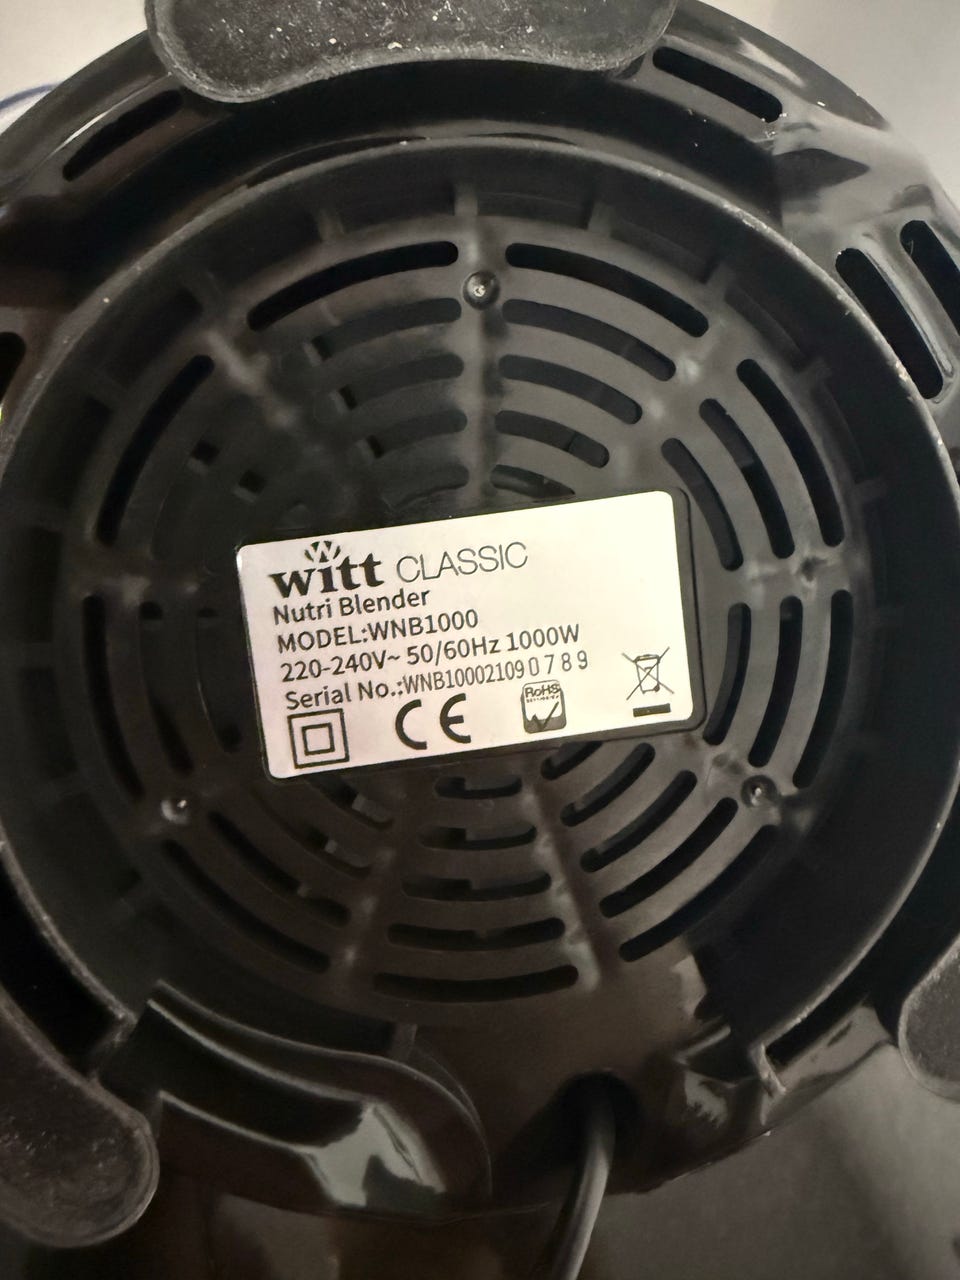 witt CLASSIC
Nutri Blender
MODEL:WNB1000
220-240V~ 50/60Hz 1000W
Serial No.:WNB10002109 0 7 8 9
CE
RoHS